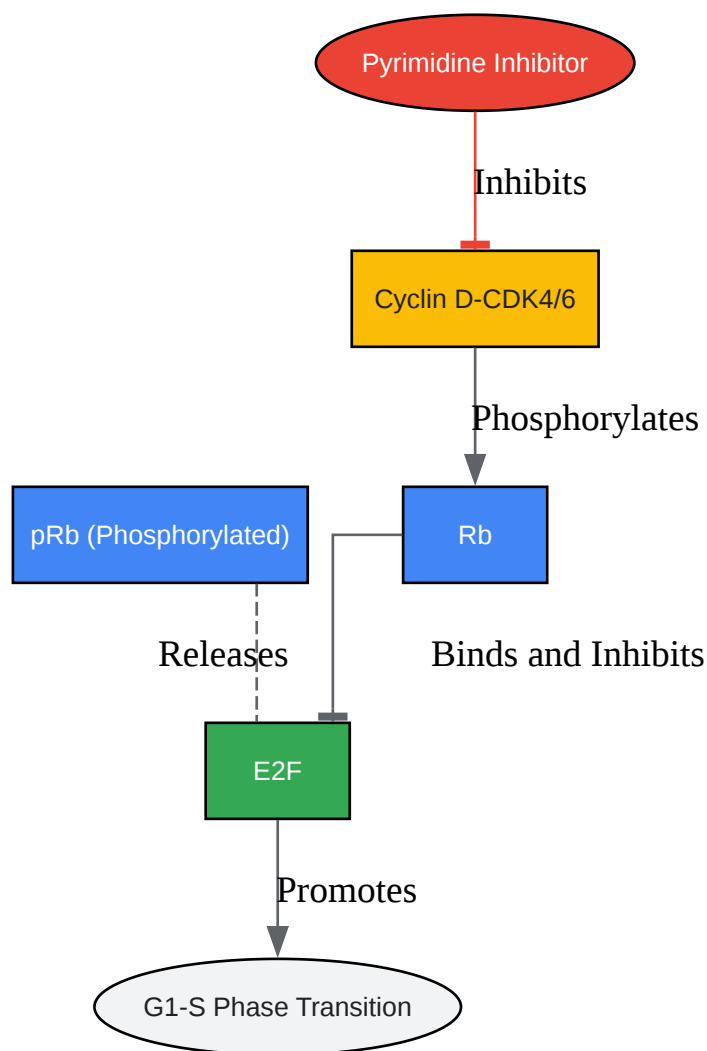 Pyrimidine Inhibitor
Inhibits
Cyclin D-CDK4/6
Phosphorylates
pRb (Phosphorylated)
Rb
Releases
Binds and Inhibits
E2F
Promotes
G1-S Phase Transition